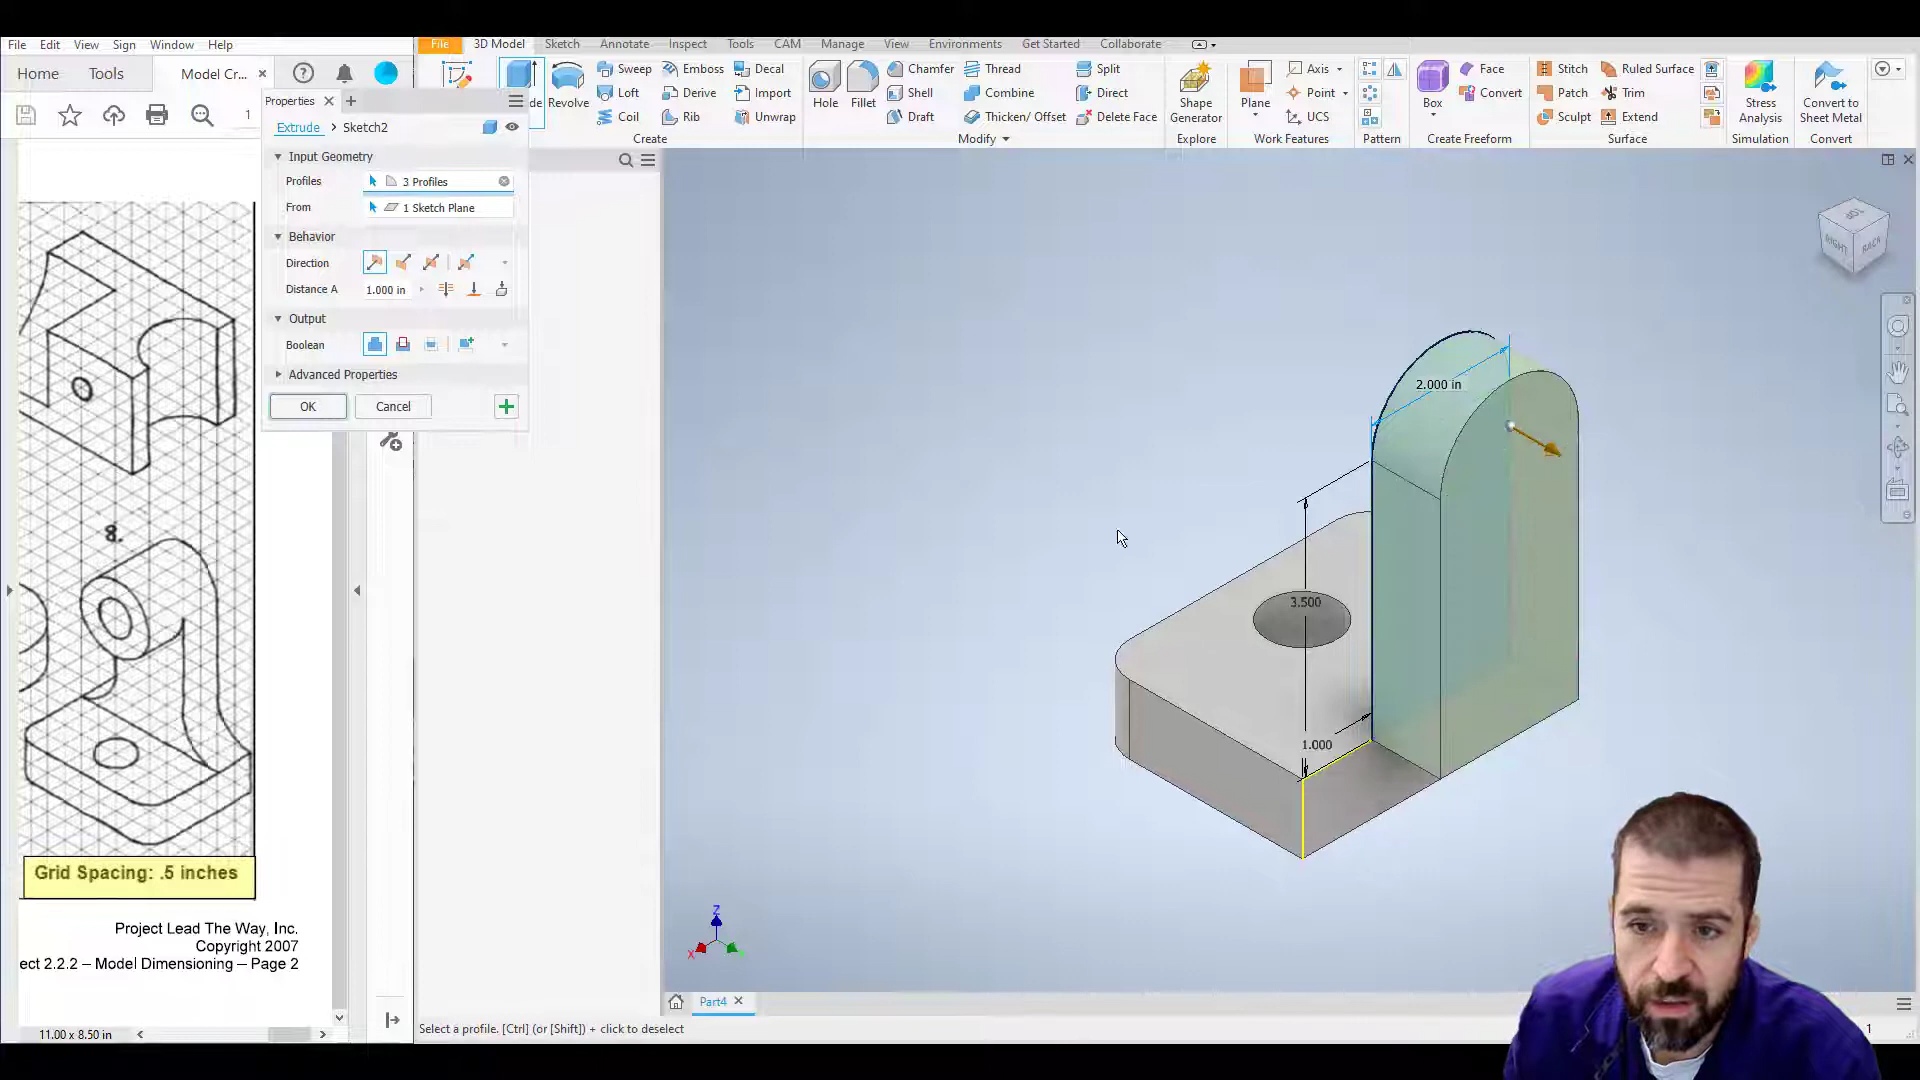 File Edit View Sign Window Help
Home Tools Model Cr...
1
8.
Grid Spacing: .5 inches
Project Lead The Way, Inc.
Copyright 2007
ect 2.2.2 – Model Dimensioning – Page 2
11.00 x 8.50 in
File 3D Model Sketch Annotate Inspect Tools CAM Manage View Environments Get Started Collaborate
Revolve
Sweep Emboss Decal
Loft Derive Import
Coil Rib Unwrap
Create
Hole Fillet
Chamfer Thread Split
Shell Combine Direct
Draft Thicken/ Offset Delete Face
Modify
Shape Generator
Explore
Plane
Axis
Point
UCS
Work Features
Pattern
Box
Face
Convert
Create Freeform
Stitch Ruled Surface
Patch Trim
Sculpt Extend
Surface
Stress Analysis
Simulation
Convert to Sheet Metal
Convert
Properties
Extrude > Sketch2
Input Geometry
Profiles 3 Profiles
From 1 Sketch Plane
Behavior
Direction
Distance A 1.000 in
Output
Boolean
Advanced Properties
OK Cancel
2.000 in
3.500
1.000
TOP
RIGHT BACK
Z
X
Part4
Select a profile. [Ctrl] (or [Shift]) + click to deselect
1